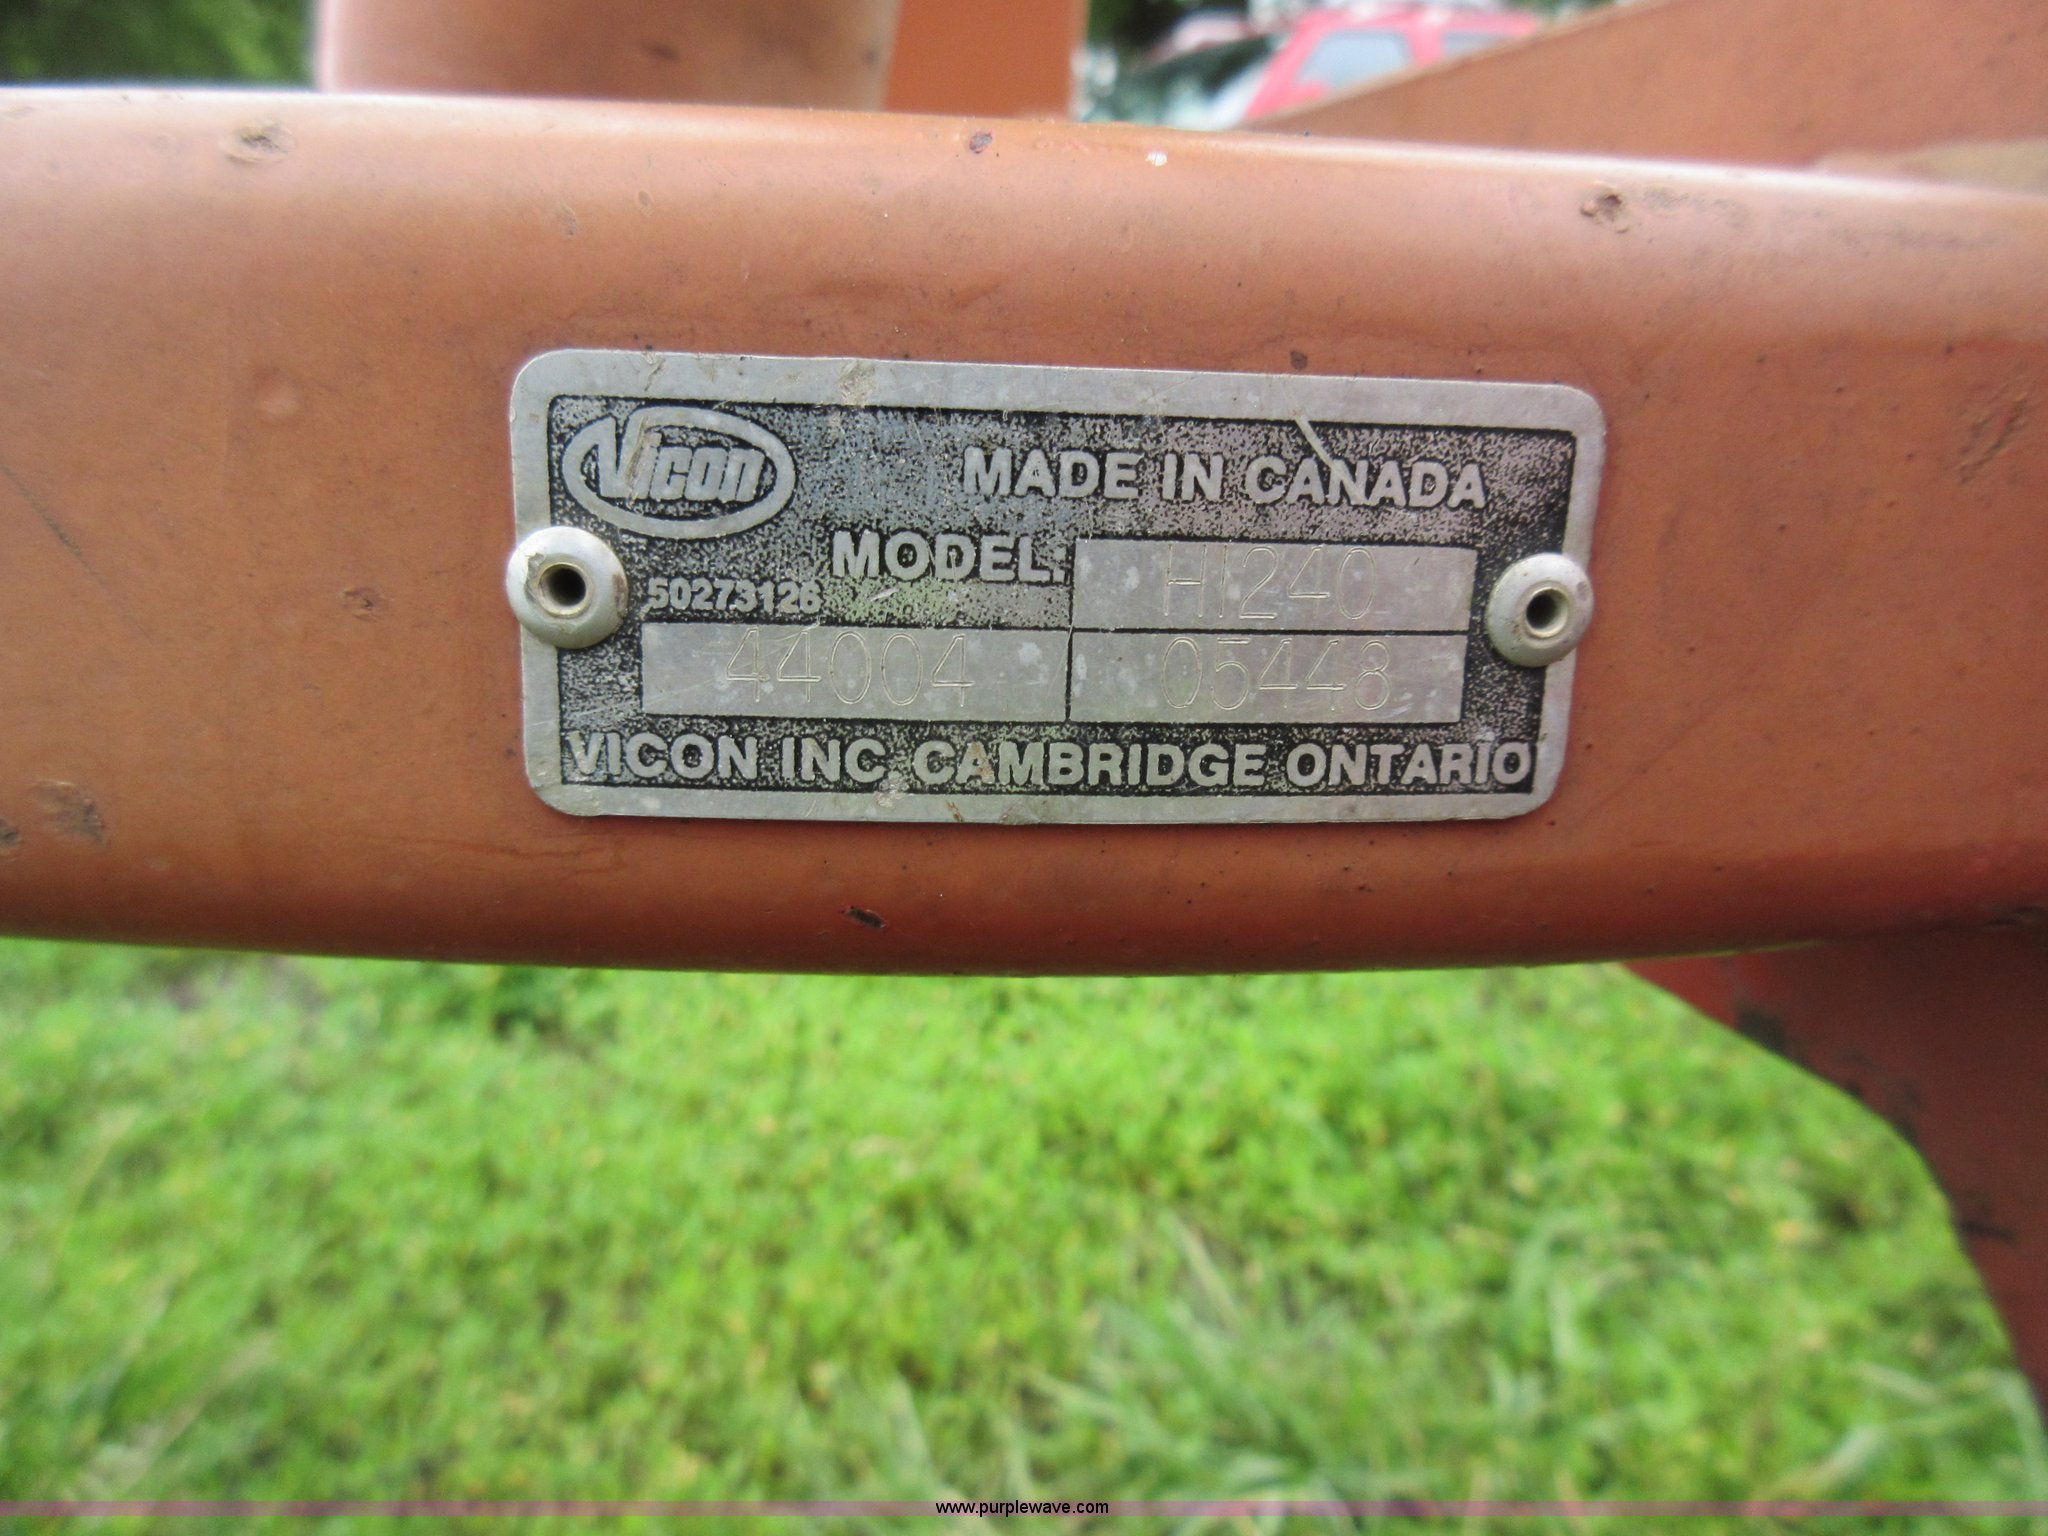 Vicon
MADE IN CANADA
MODEL: HI240
50273126
44004 05448
VICON INC. CAMBRIDGE ONTARIO
www.purplewave.com